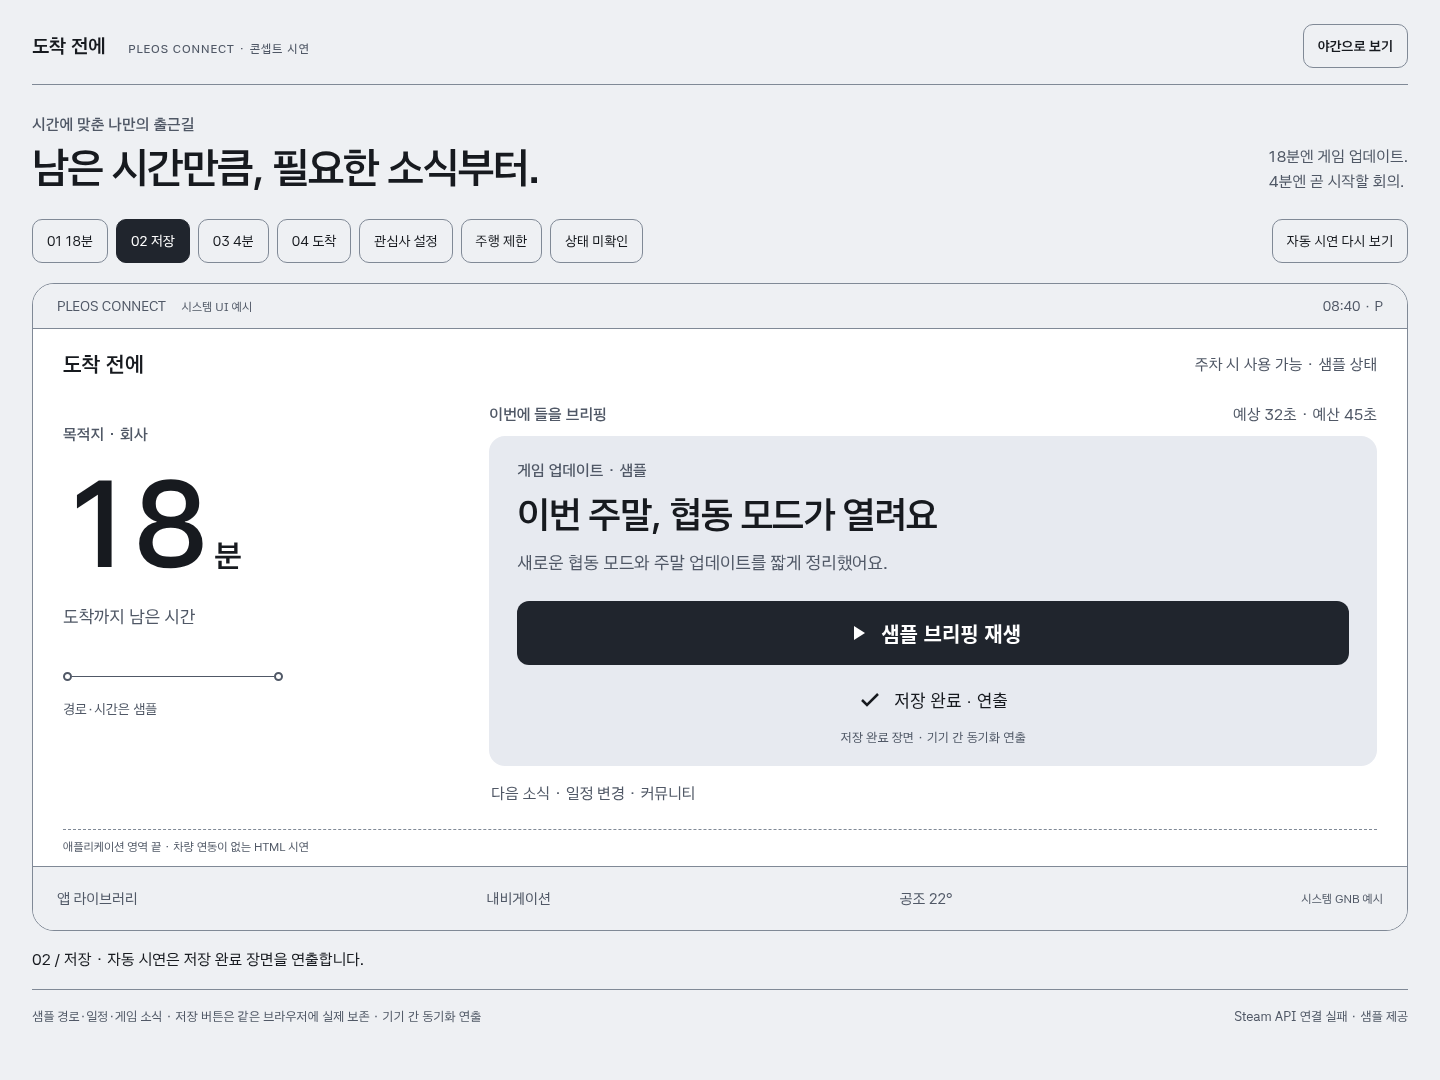 도착 전에
PLEOS CONNECT · 콘셉트 시연
야간으로 보기
시간에 맞춘 나만의 출근길
남은 시간만큼, 필요한 소식부터.
18분엔 게임 업데이트.
4분엔 곧 시작할 회의.
01 18분
02 저장
03 4분
04 도착
관심사 설정
주행 제한
상태 미확인
자동 시연 다시 보기
PLEOS CONNECT
시스템 UI 예시
08:40 · P
도착 전에
주차 시 사용 가능 · 샘플 상태
목적지 · 회사
18분
도착까지 남은 시간
경로·시간은 샘플
이번에 들을 브리핑
예상 32초 · 예산 45초
게임 업데이트 · 샘플
이번 주말, 협동 모드가 열려요
새로운 협동 모드와 주말 업데이트를 짧게 정리했어요.
샘플 브리핑 재생
저장 완료 · 연출
저장 완료 장면 · 기기 간 동기화 연출
다음 소식 · 일정 변경 · 커뮤니티
애플리케이션 영역 끝 · 차량 연동이 없는 HTML 시연
앱 라이브러리
내비게이션
공조 22°
시스템 GNB 예시
02 / 저장 · 자동 시연은 저장 완료 장면을 연출합니다.
샘플 경로·일정·게임 소식 · 저장 버튼은 같은 브라우저에 실제 보존 · 기기 간 동기화 연출
Steam API 연결 실패 · 샘플 제공